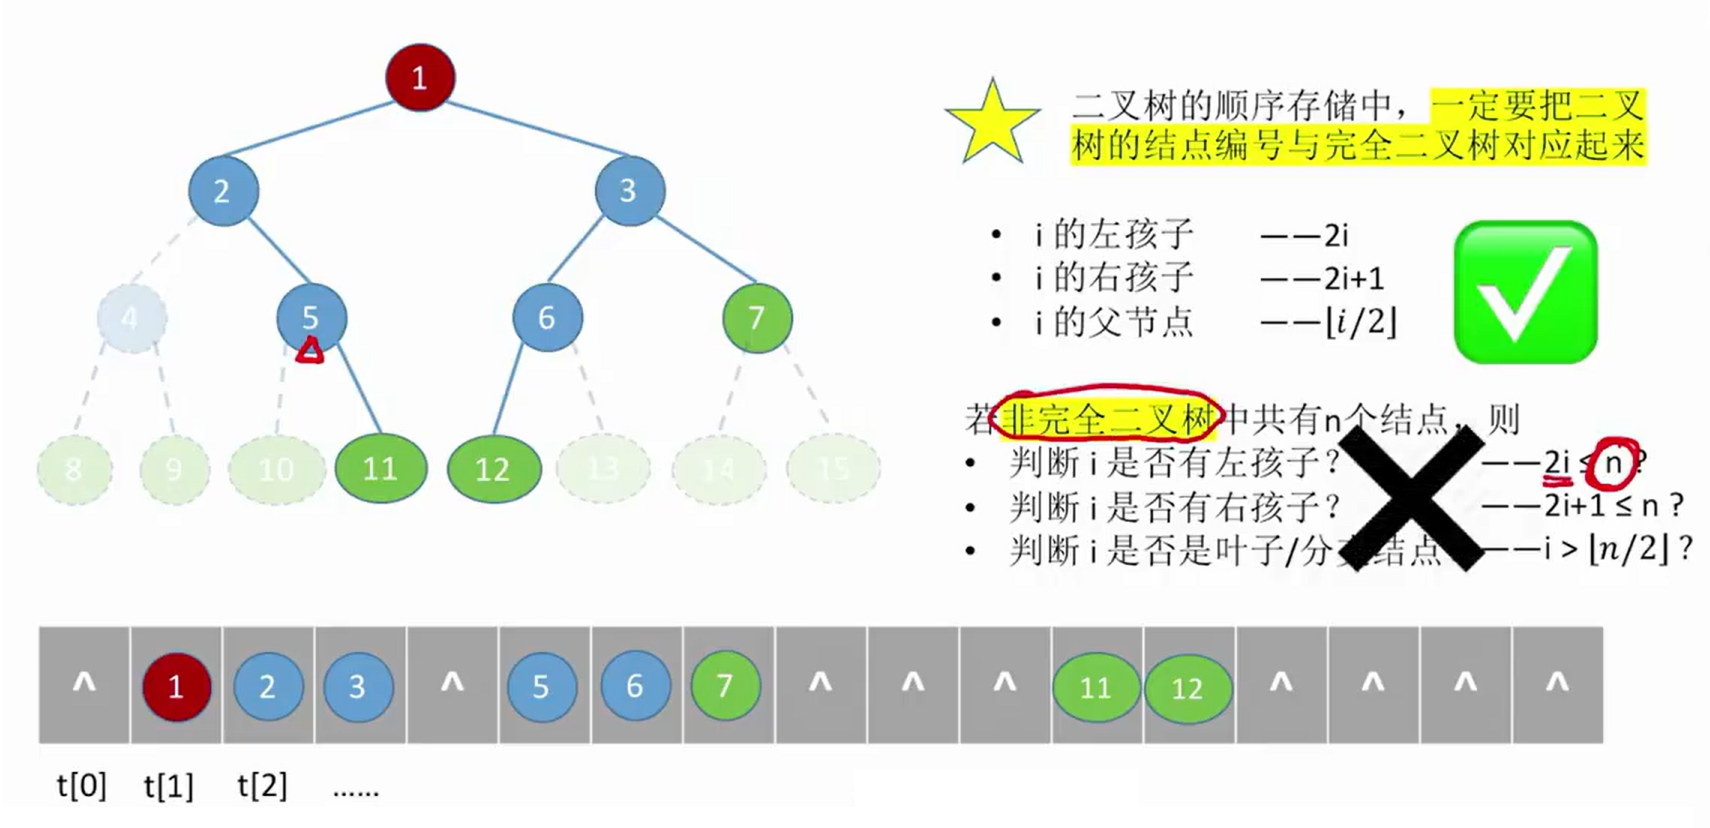 1
二叉树的顺序存储中，一定要把二叉
树的结点编号与完全二叉树对应起来
2 3
• i 的左孩子 ——2i
• i 的右孩子 ——2i+1
• i 的父节点 ——⌊i/2⌋
4 5 6 7
若非完全二叉树中共有n个结点，则
• 判断 i 是否有左孩子？ ——2i ≤ n ?
• 判断 i 是否有右孩子？ ——2i+1 ≤ n ?
• 判断 i 是否是叶子/分支结点 ——i > ⌊n/2⌋ ?
8 9 10 11 12 13 14 15
^ 1 2 3 ^ 5 6 7 ^ ^ ^ 11 12 ^ ^ ^ ^
t[0] t[1] t[2] ......